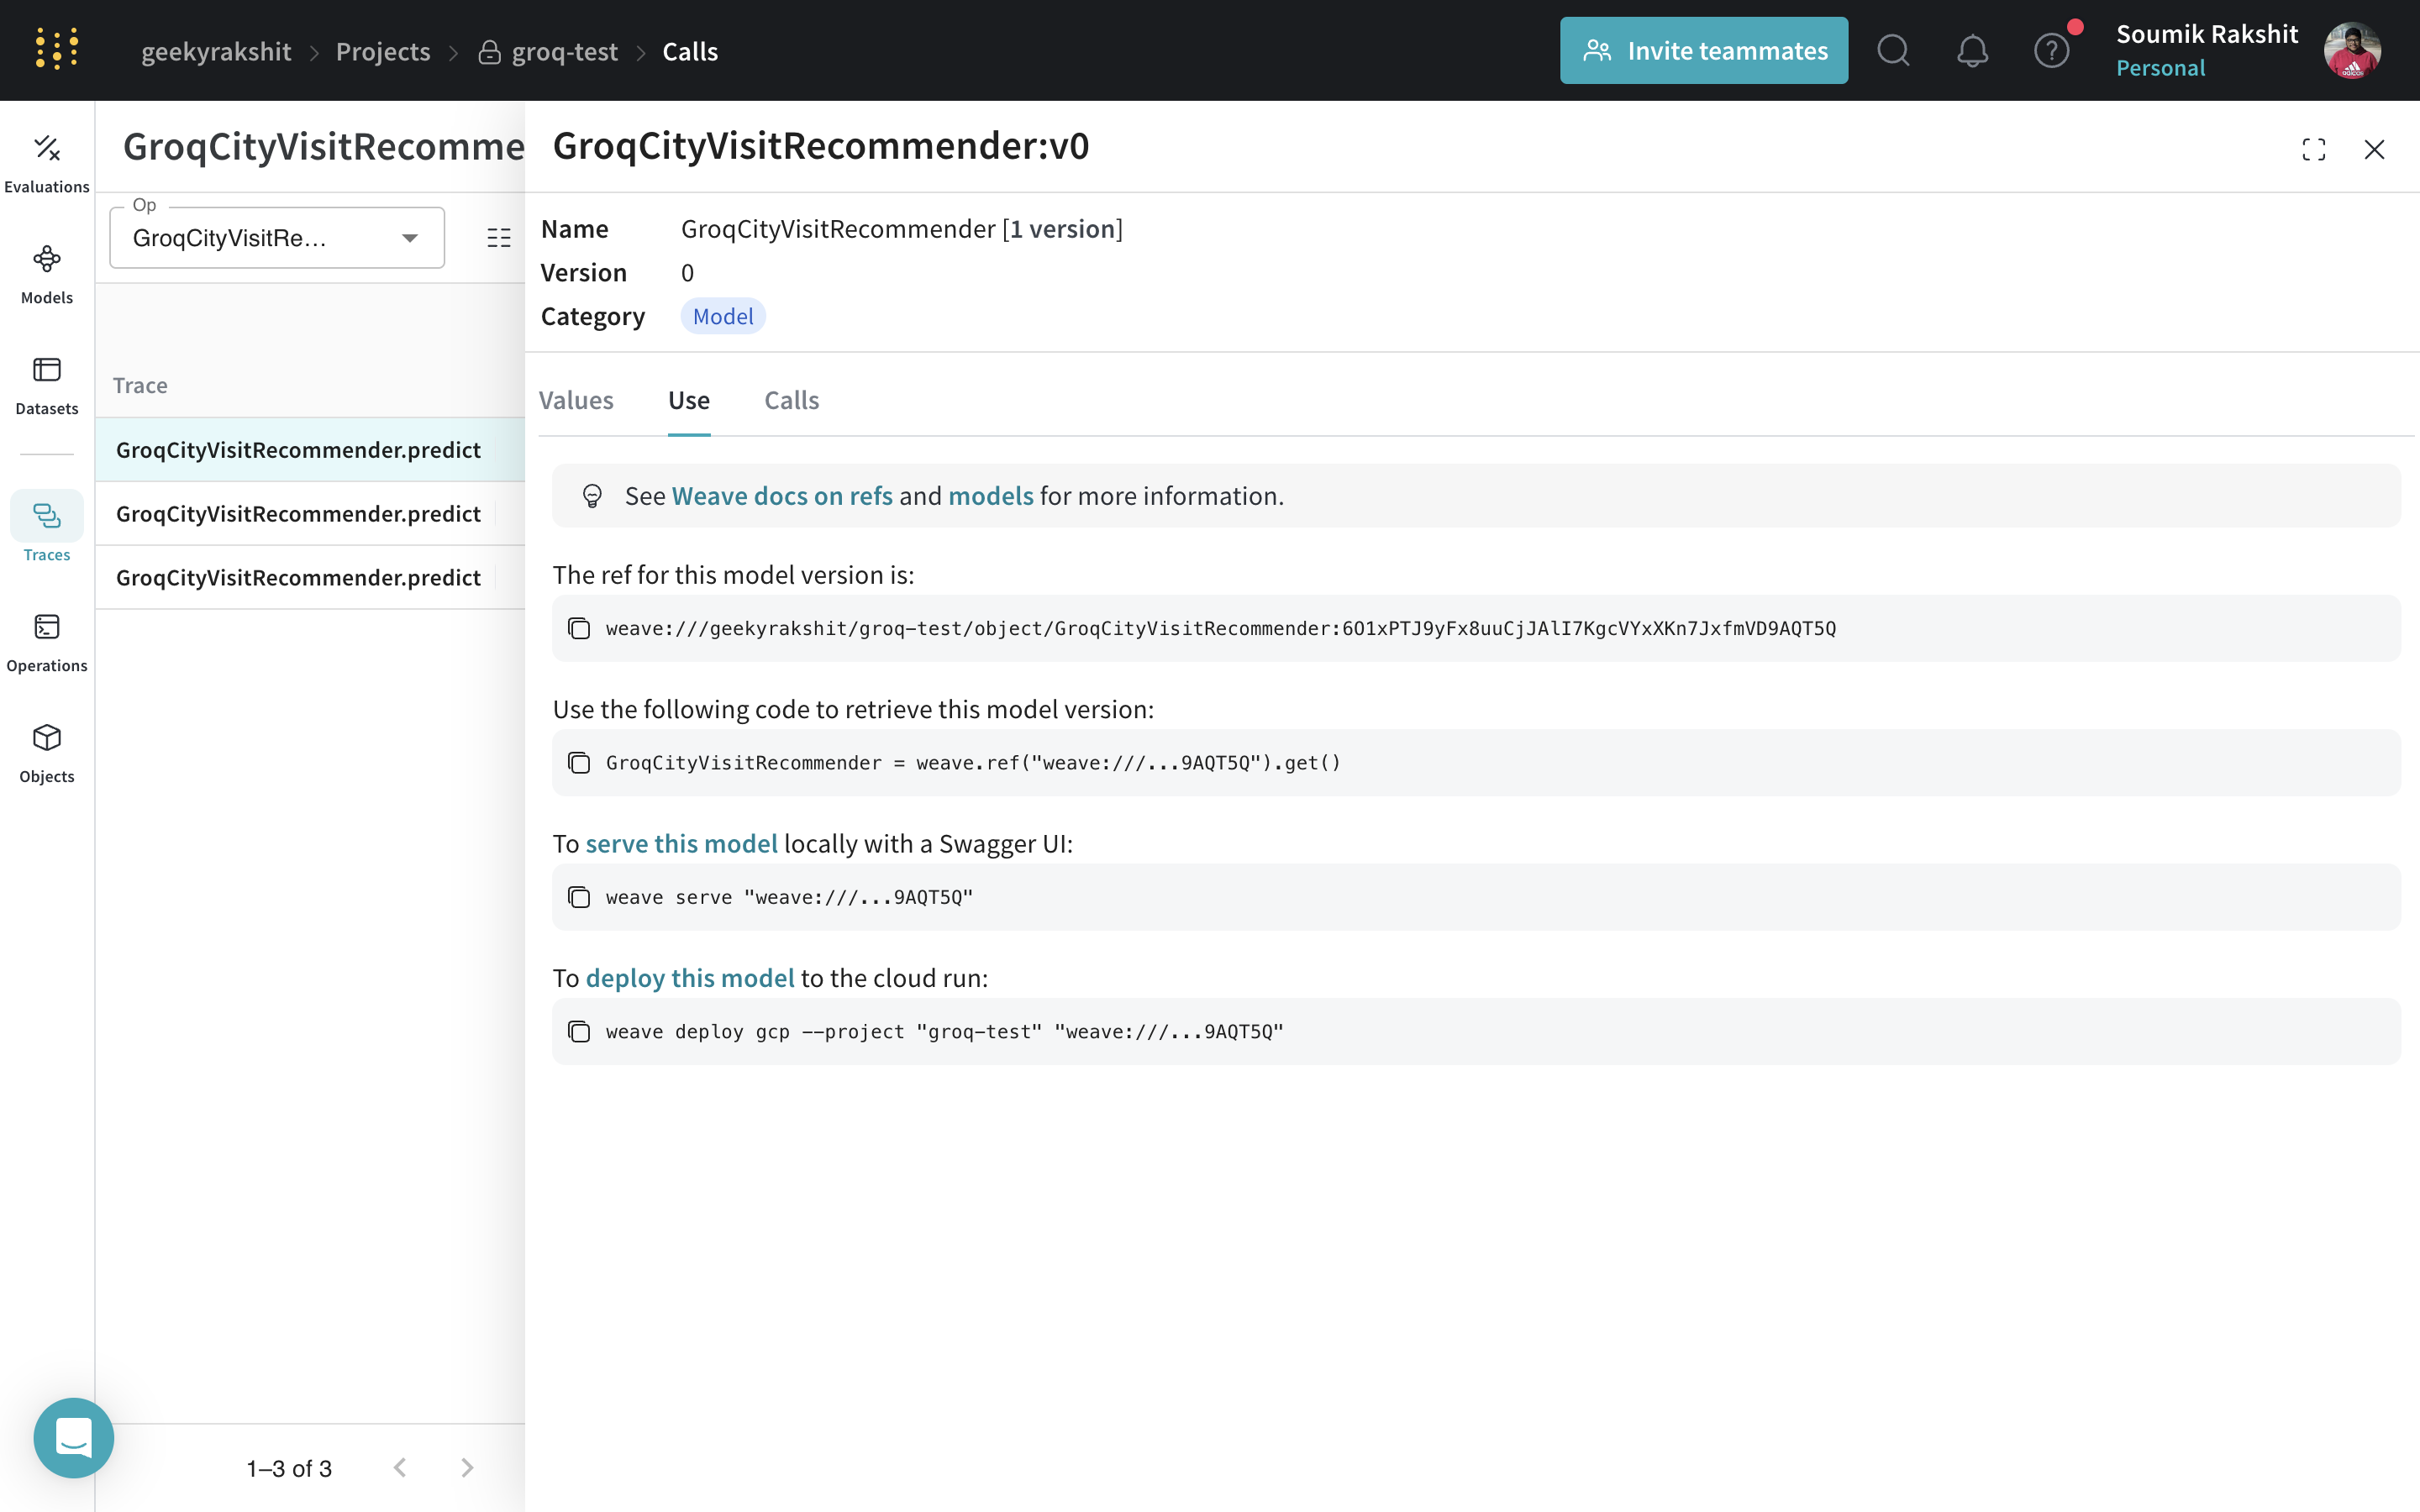 geekyrakshit > Projects > groq-test > Calls
Invite teammates
Soumik Rakshit
Personal
Evaluations
Models
Datasets
Traces
Operations
Objects
GroqCityVisitRecomme
Op
GroqCityVisitRe...
Trace
GroqCityVisitRecommender.predict
GroqCityVisitRecommender.predict
GroqCityVisitRecommender.predict
1–3 of 3
GroqCityVisitRecommender:v0
Name GroqCityVisitRecommender [1 version]
Version 0
Category Model
Values Use Calls
See Weave docs on refs and models for more information.
The ref for this model version is:
weave:///geekyrakshit/groq-test/object/GroqCityVisitRecommender:6O1xPTJ9yFx8uuCjJAlI7KgcVYxXKn7JxfmVD9AQT5Q
Use the following code to retrieve this model version:
GroqCityVisitRecommender = weave.ref("weave:///...9AQT5Q").get()
To serve this model locally with a Swagger UI:
weave serve "weave:///...9AQT5Q"
To deploy this model to the cloud run:
weave deploy gcp --project "groq-test" "weave:///...9AQT5Q"